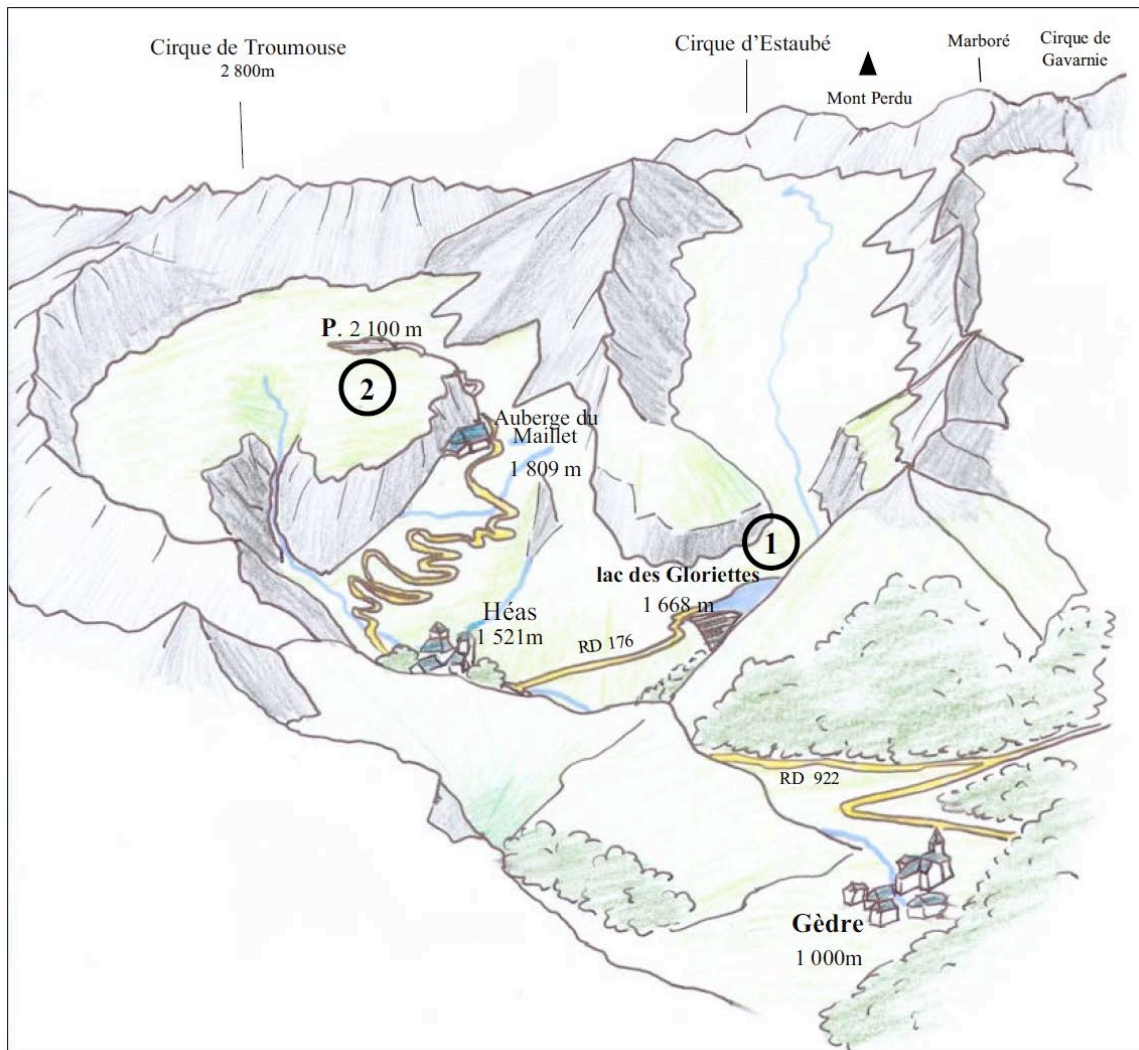 Cirque de Troumouse
2 800m
Cirque d'Estaubé
Mont Perdu
Marboré
Cirque de
Gavarnie
P. 2 100 m
2
Auberge du
Maillet
1 809 m
1
lac des Gloriettes
1 668 m
Héas
1 521m
RD 176
RD 922
Gèdre
1 000m